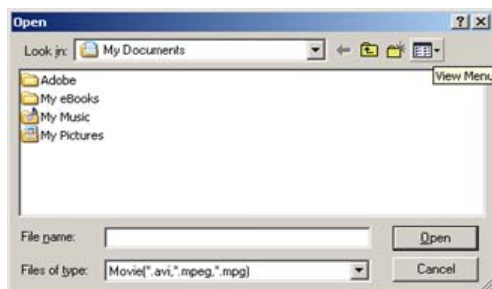 Open
Look in: My Documents
View Menu
Adobe
My eBooks
My Music
My Pictures
File name: Open
Files of type: Movie(*.avi,*.mpeg,*.mpg) Cancel